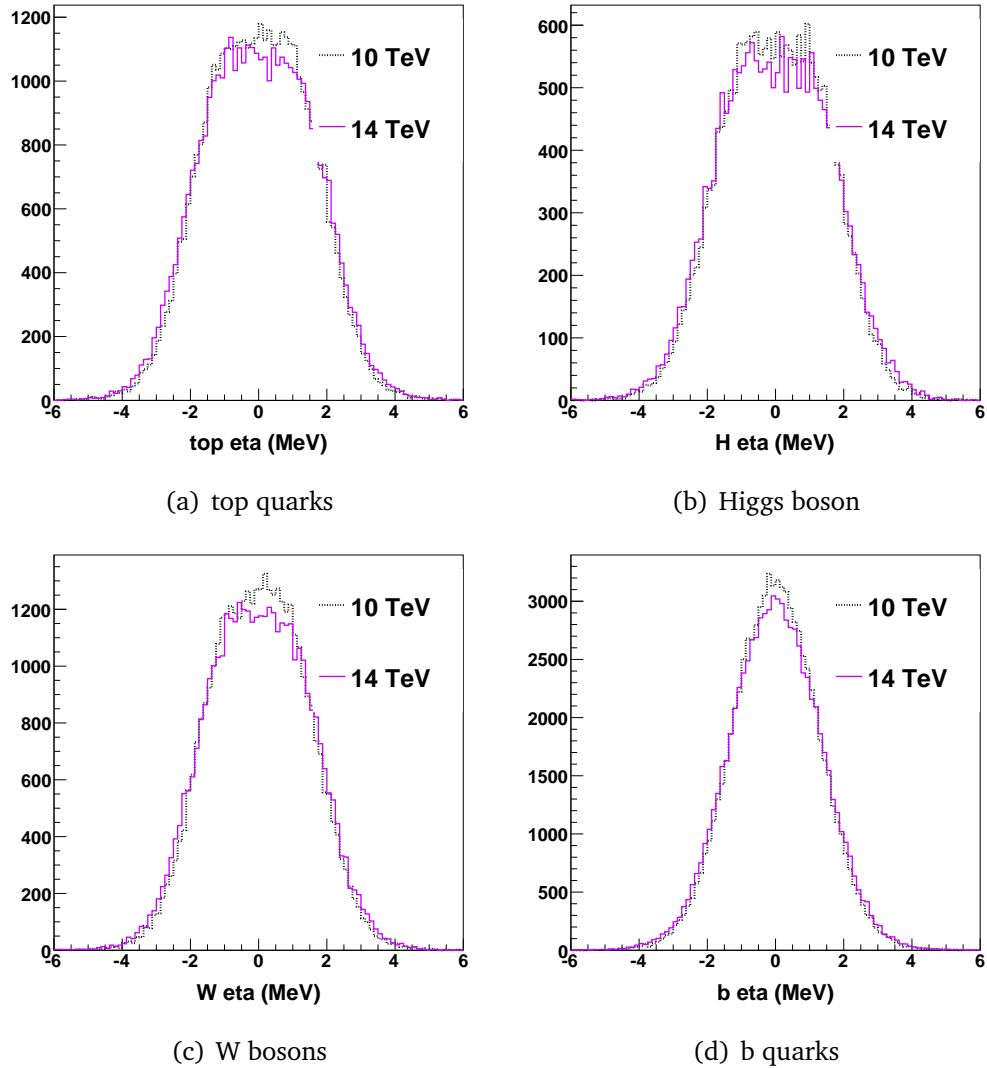 1200
1000
800
600
400
200
0
-6 -4 -2 0 2 4 6
top eta (MeV)
10 TeV
14 TeV
(a) top quarks
600
500
400
300
200
100
0
-6 -4 -2 0 2 4 6
H eta (MeV)
10 TeV
14 TeV
(b) Higgs boson
1200
1000
800
600
400
200
0
-6 -4 -2 0 2 4 6
W eta (MeV)
10 TeV
14 TeV
(c) W bosons
3000
2500
2000
1500
1000
500
0
-6 -4 -2 0 2 4 6
b eta (MeV)
10 TeV
14 TeV
(d) b quarks